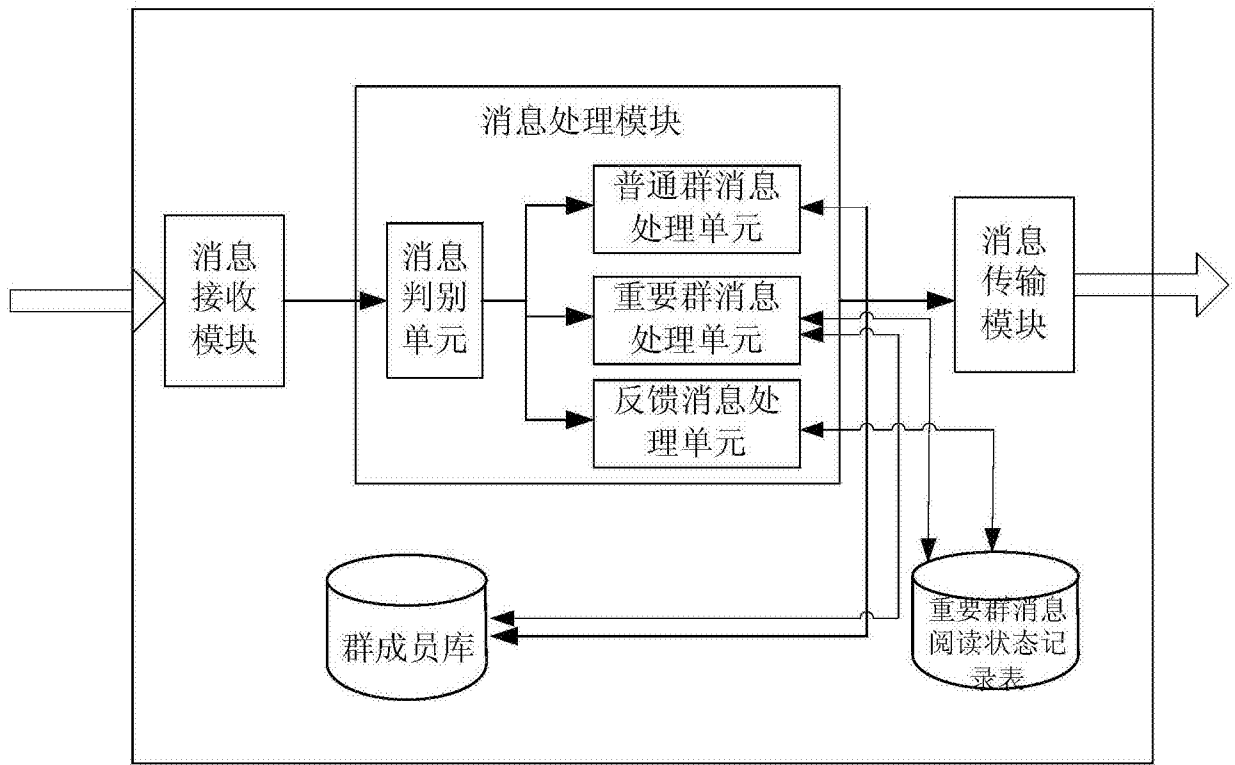 消息处理模块
消息
接收
模块
消息
判别
单元
普通群消息
处理单元
重要群消息
处理单元
反馈消息处
理单元
消息
传输
模块
群成员库
重要群消息
阅读状态记
录表